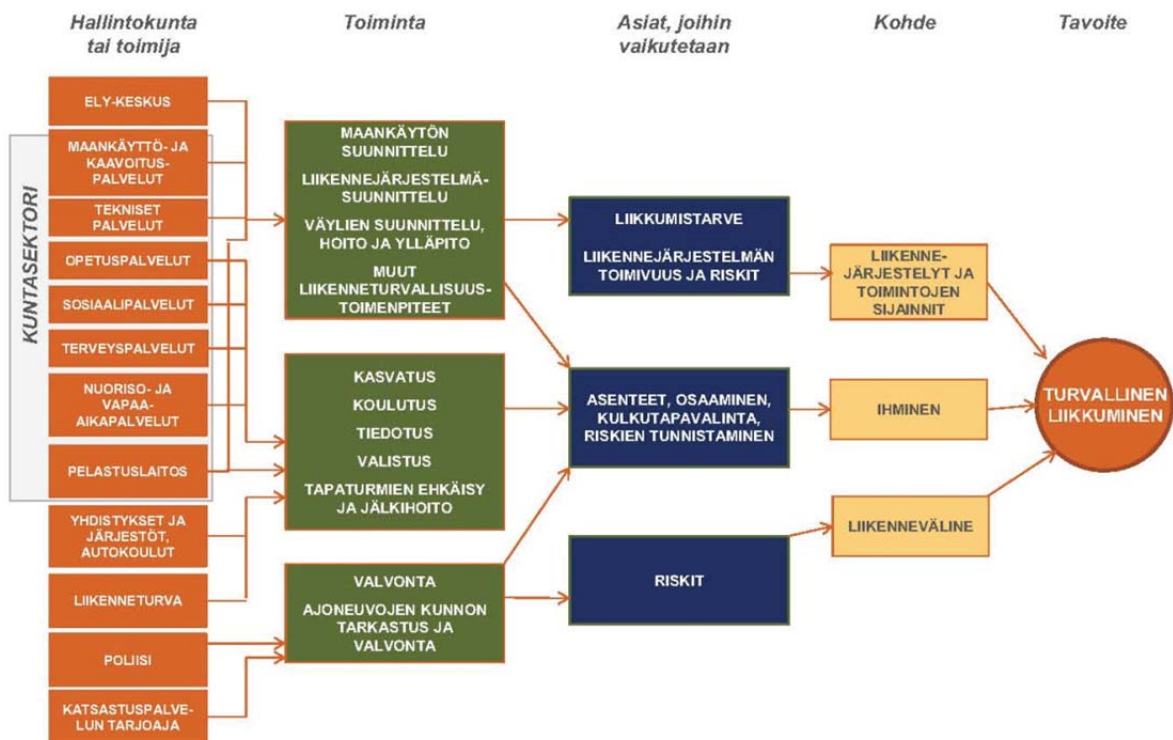 Hallintokunta
tai toimija
Toiminta
Asiat, joihin
vaikutetaan
Kohde
Tavoite
KUNTASEKTORI
ELY-KESKUS
MAANKÄYTTÖ- JA
KAAVOITUS-
PALVELUT
TEKNISET
PALVELUT
OPETUSPALVELUT
SOSIAALIPALVELUT
TERVEYSPALVELUT
NUORISO- JA
VAPAA-
AIKAPALVELUT
PELASTUSLAITOS
YHDISTYKSET JA
JÄRJESTÖT,
AUTOKOULUT
LIIKENNETURVA
POLIISI
KATSASTUSPALVE-
LUN TARJOAJA
MAANKÄYTÖN
SUUNNITTELU
LIIKENNEJÄRJESTELMÄ-
SUUNNITTELU
VÄYLIEN SUUNNITTELU,
HOITO JA YLLÄPITO
MUUT
LIIKENNETURVALLISUUS-
TOIMENPITEET
KASVATUS
KOULUTUS
TIEDOTUS
VALISTUS
TAPATURMIEN EHKÄISY
JA JÄLKIHOITO
VALVONTA
AJONEUVOJEN KUNNON
TARKASTUS JA
VALVONTA
LIIKKUMISTARVE
LIIKENNEJÄRJESTELMÄN
TOIMIVUUS JA RISKIT
ASENTEET, OSAAMINEN,
KULKUTAPAVALINTA,
RISKIEN TUNNISTAMINEN
RISKIT
LIIKENNE-
JÄRJESTELYT JA
TOIMINTOJEN
SIJAINNIT
IHMINEN
LIIKENNEVÄLINE
TURVALLINEN
LIIKKUMINEN